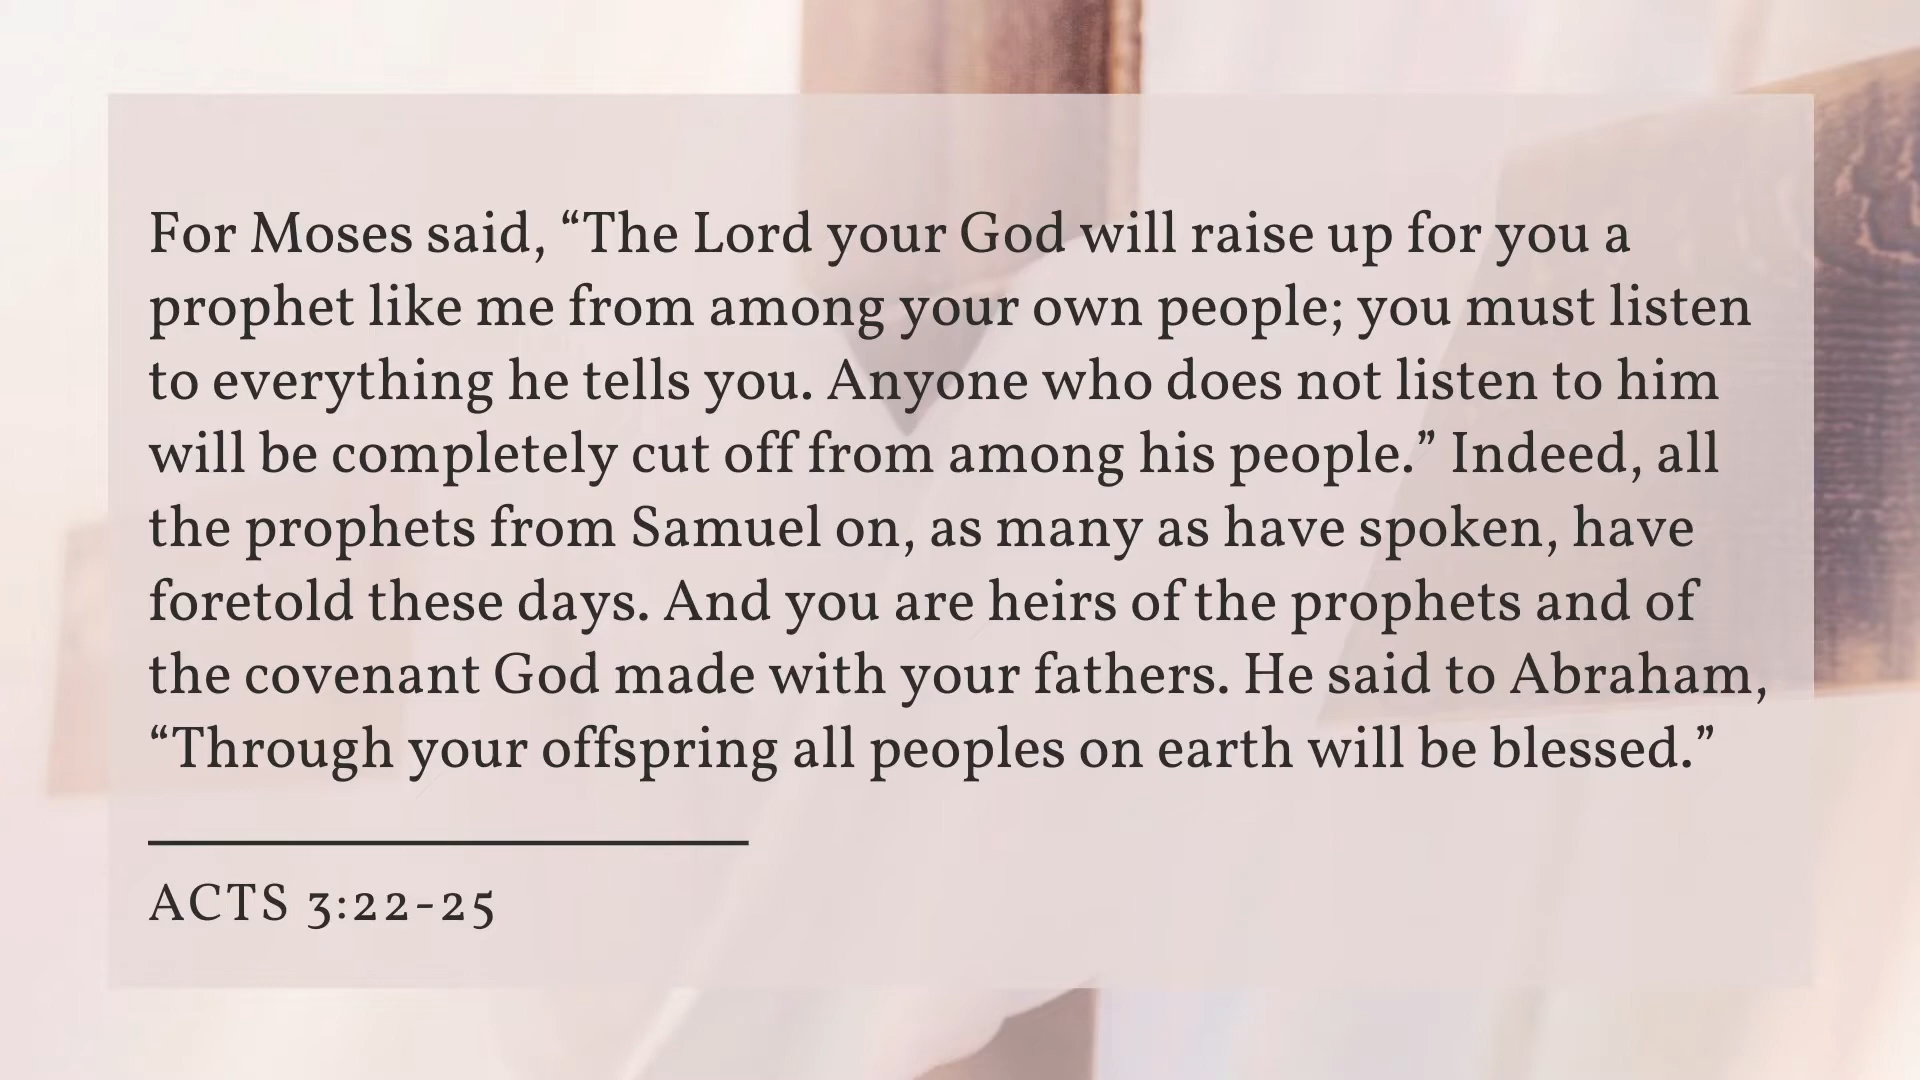 For Moses said, “The Lord your God will raise up for you a
prophet like me from among your own people; you must listen
to everything he tells you. Anyone who does not listen to him
will be completely cut off from among his people.” Indeed, all
the prophets from Samuel on, as many as have spoken, have
foretold these days. And you are heirs of the prophets and of
the covenant God made with your fathers. He said to Abraham,
“Through your offspring all peoples on earth will be blessed.”
ACTS 3:22-25